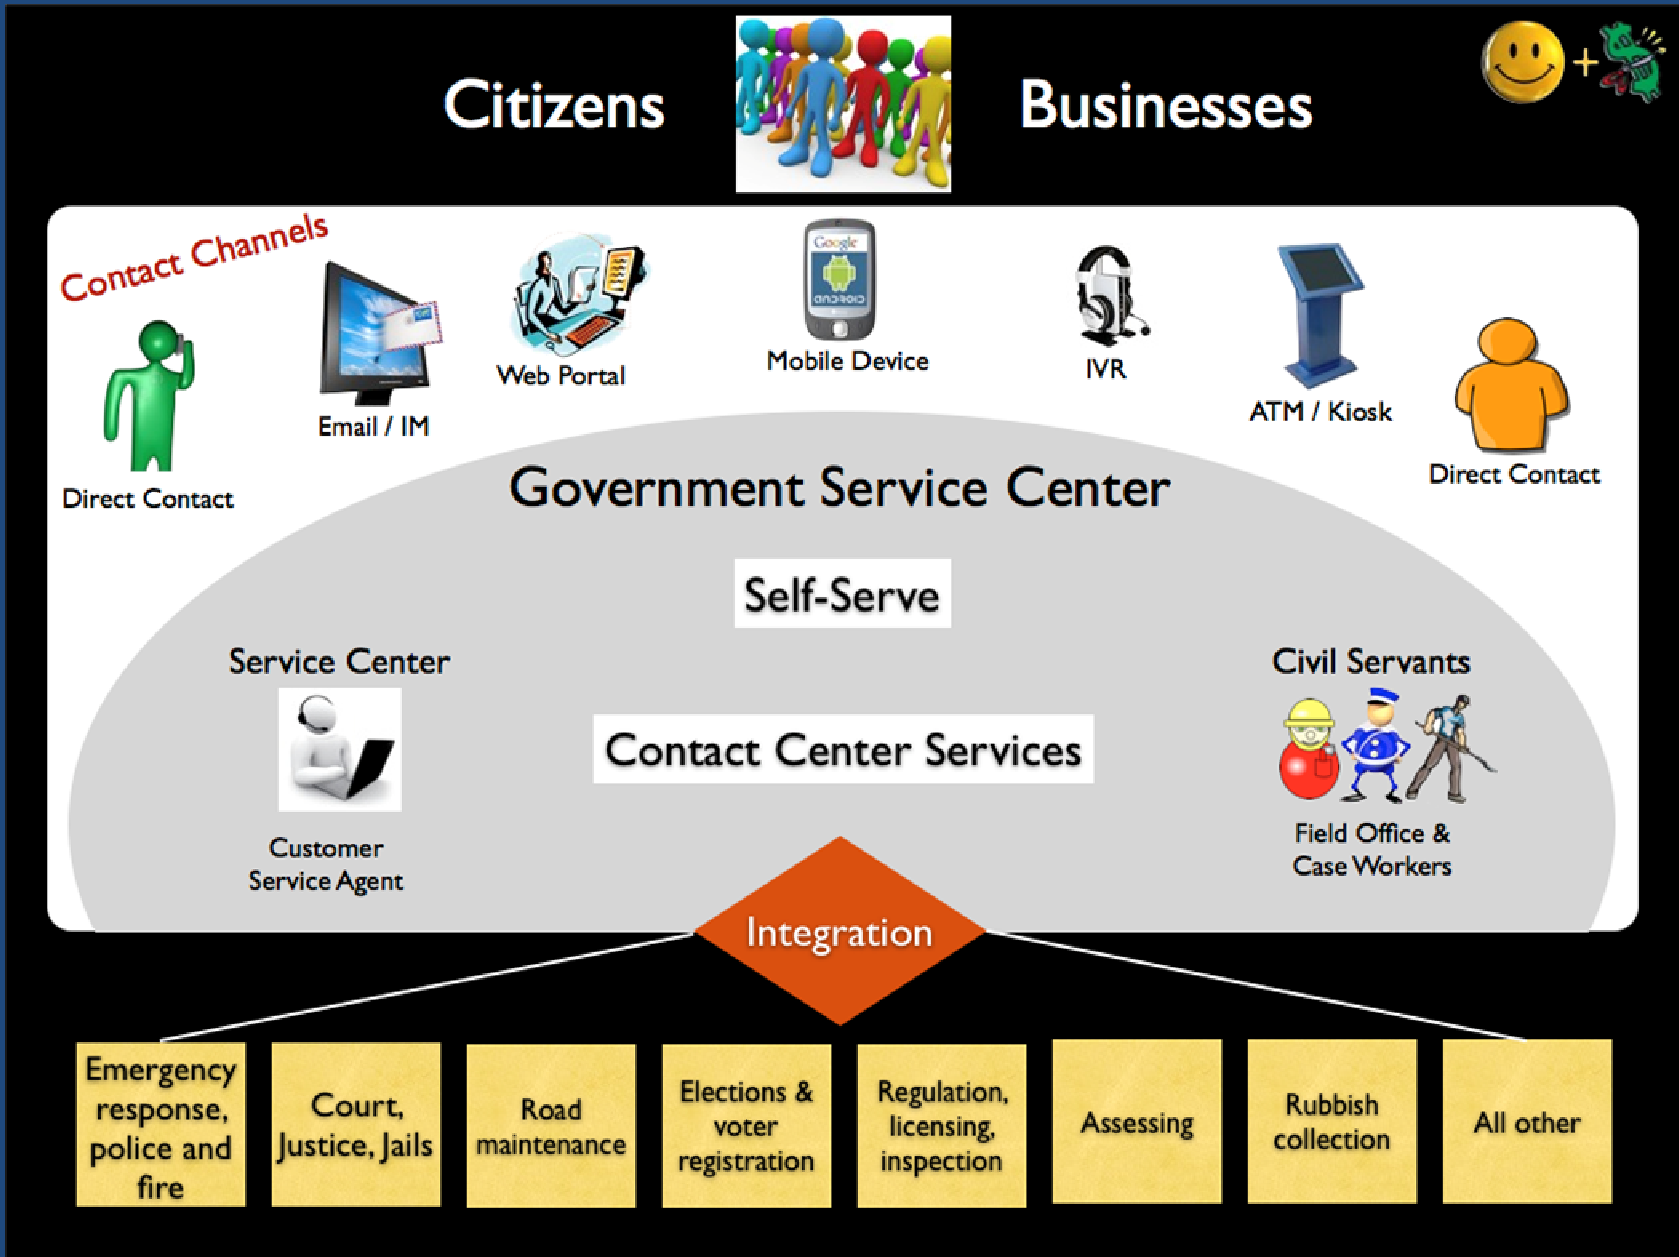 Citizens
Businesses
Contact Channels
Google
ANDROID
Direct Contact
Email / IM
Web Portal
Mobile Device
IVR
ATM / Kiosk
Direct Contact
Government Service Center
Self-Serve
Service Center
Civil Servants
Contact Center Services
Customer
Service Agent
Field Office &
Case Workers
Integration
Emergency
response,
police and
fire
Court,
Justice, Jails
Road
maintenance
Elections &
voter
registration
Regulation,
licensing,
inspection
Assessing
Rubbish
collection
All other